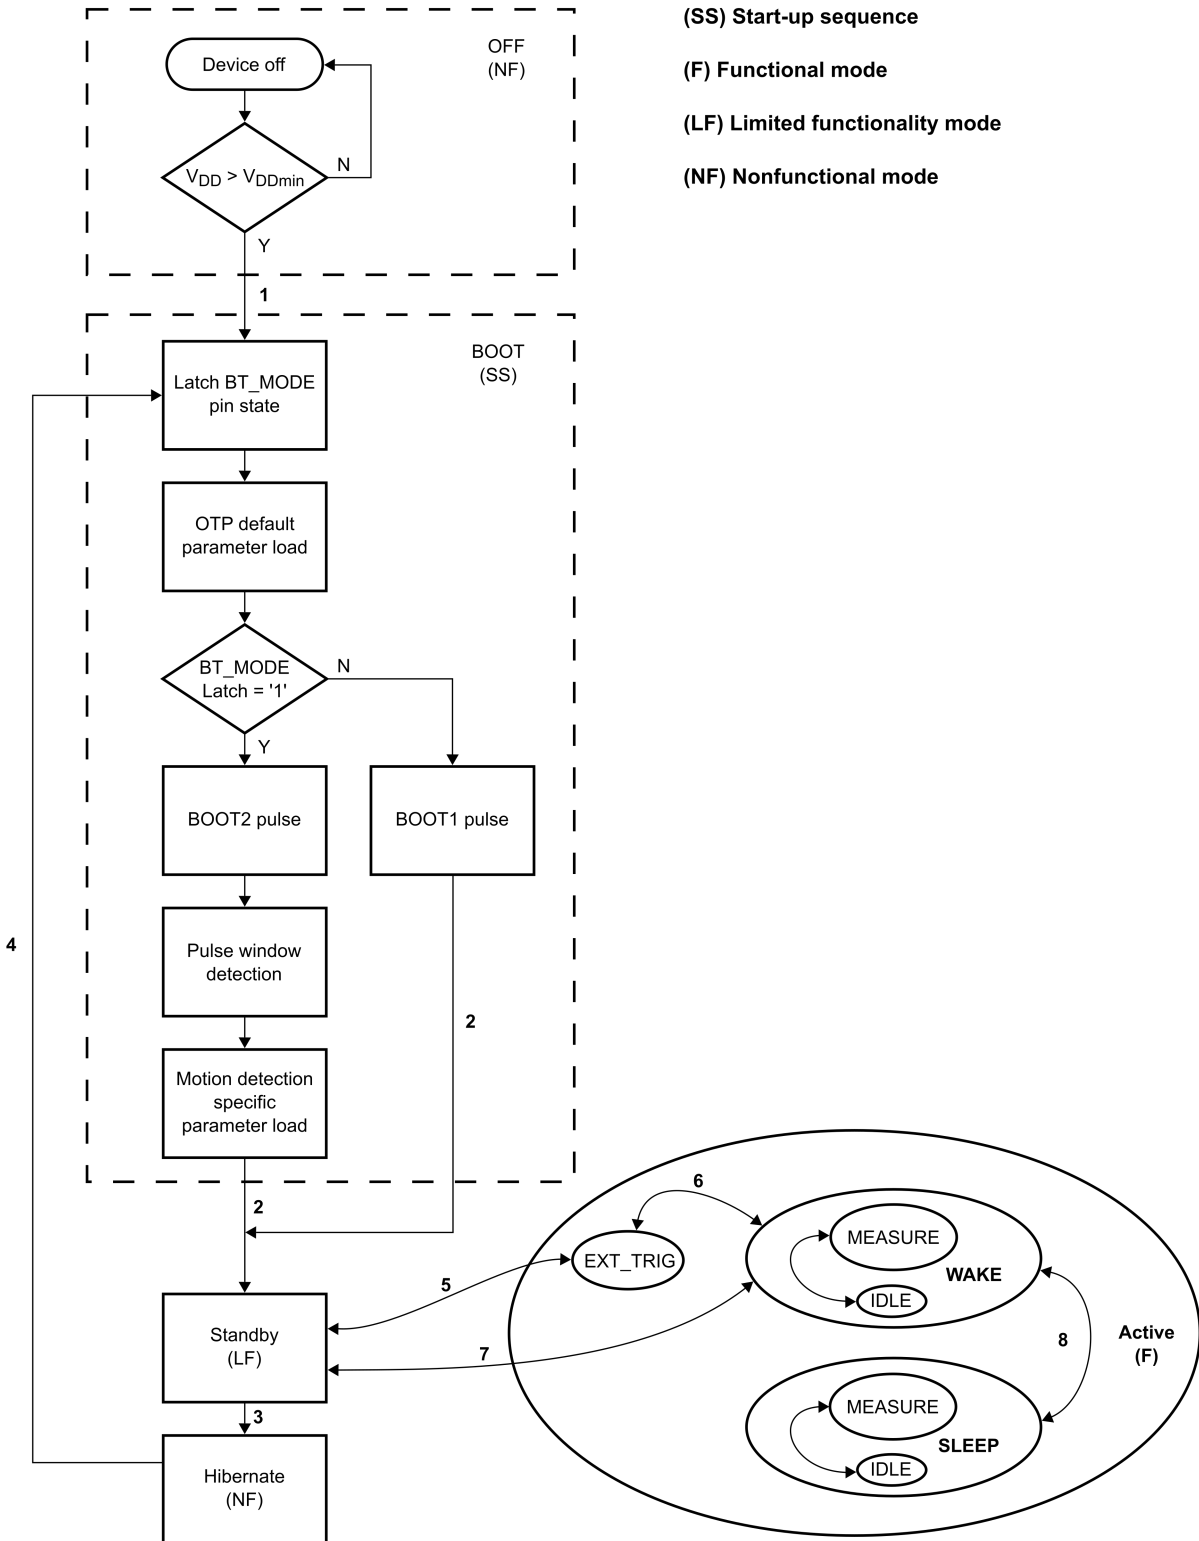 (SS) Start-up sequence
(F) Functional mode
(LF) Limited functionality mode
(NF) Nonfunctional mode
OFF
(NF)
Device off
VDD > VDDmin
N
Y
1
BOOT
(SS)
Latch BT_MODE
pin state
OTP default
parameter load
BT_MODE
Latch = '1'
N
Y
BOOT2 pulse
BOOT1 pulse
Pulse window
detection
4
2
Motion detection
specific
parameter load
2
6
EXT_TRIG
MEASURE
WAKE
IDLE
5
Standby
(LF)
7
8
Active
(F)
MEASURE
SLEEP
IDLE
3
Hibernate
(NF)